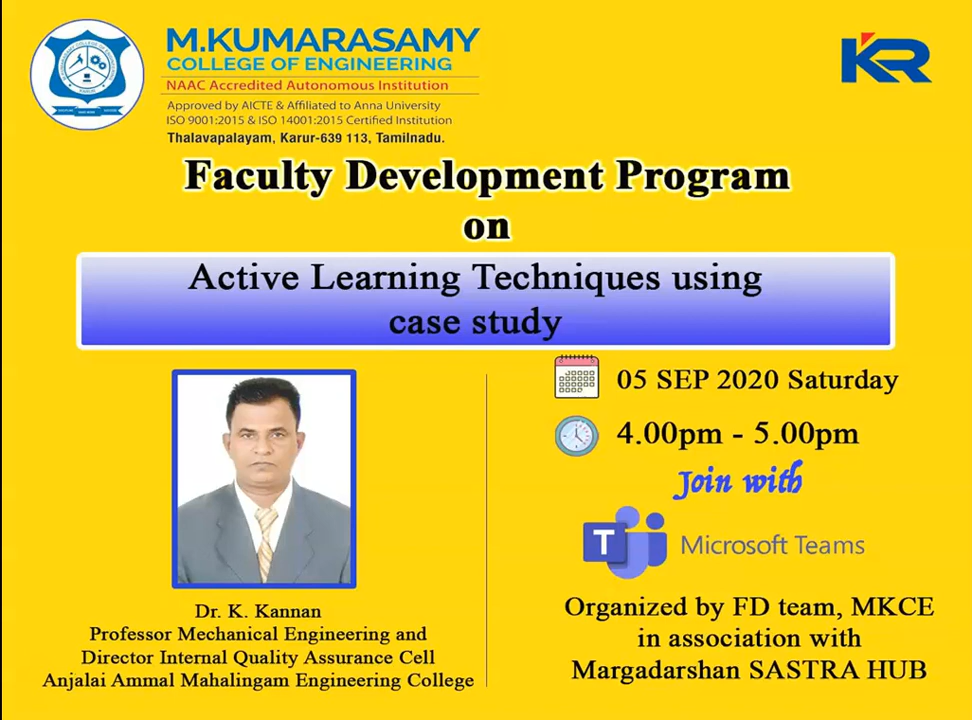 M.KUMARASAMY
COLLEGE OF ENGINEERING
NAAC Accredited Autonomous Institution
Approved by AICTE & Affiliated to Anna University
ISO 9001:2015 & ISO 14001:2015 Certified Institution
Thalavapalayam, Karur-639 113, Tamilnadu.
KR
Faculty Development Program
on
Active Learning Techniques using
case study
05 SEP 2020 Saturday
4.00pm - 5.00pm
Join with
T
Microsoft Teams
Organized by FD team, MKCE
in association with
Margadarshan SASTRA HUB
Dr. K. Kannan
Professor Mechanical Engineering and
Director Internal Quality Assurance Cell
Anjalai Ammal Mahalingam Engineering College